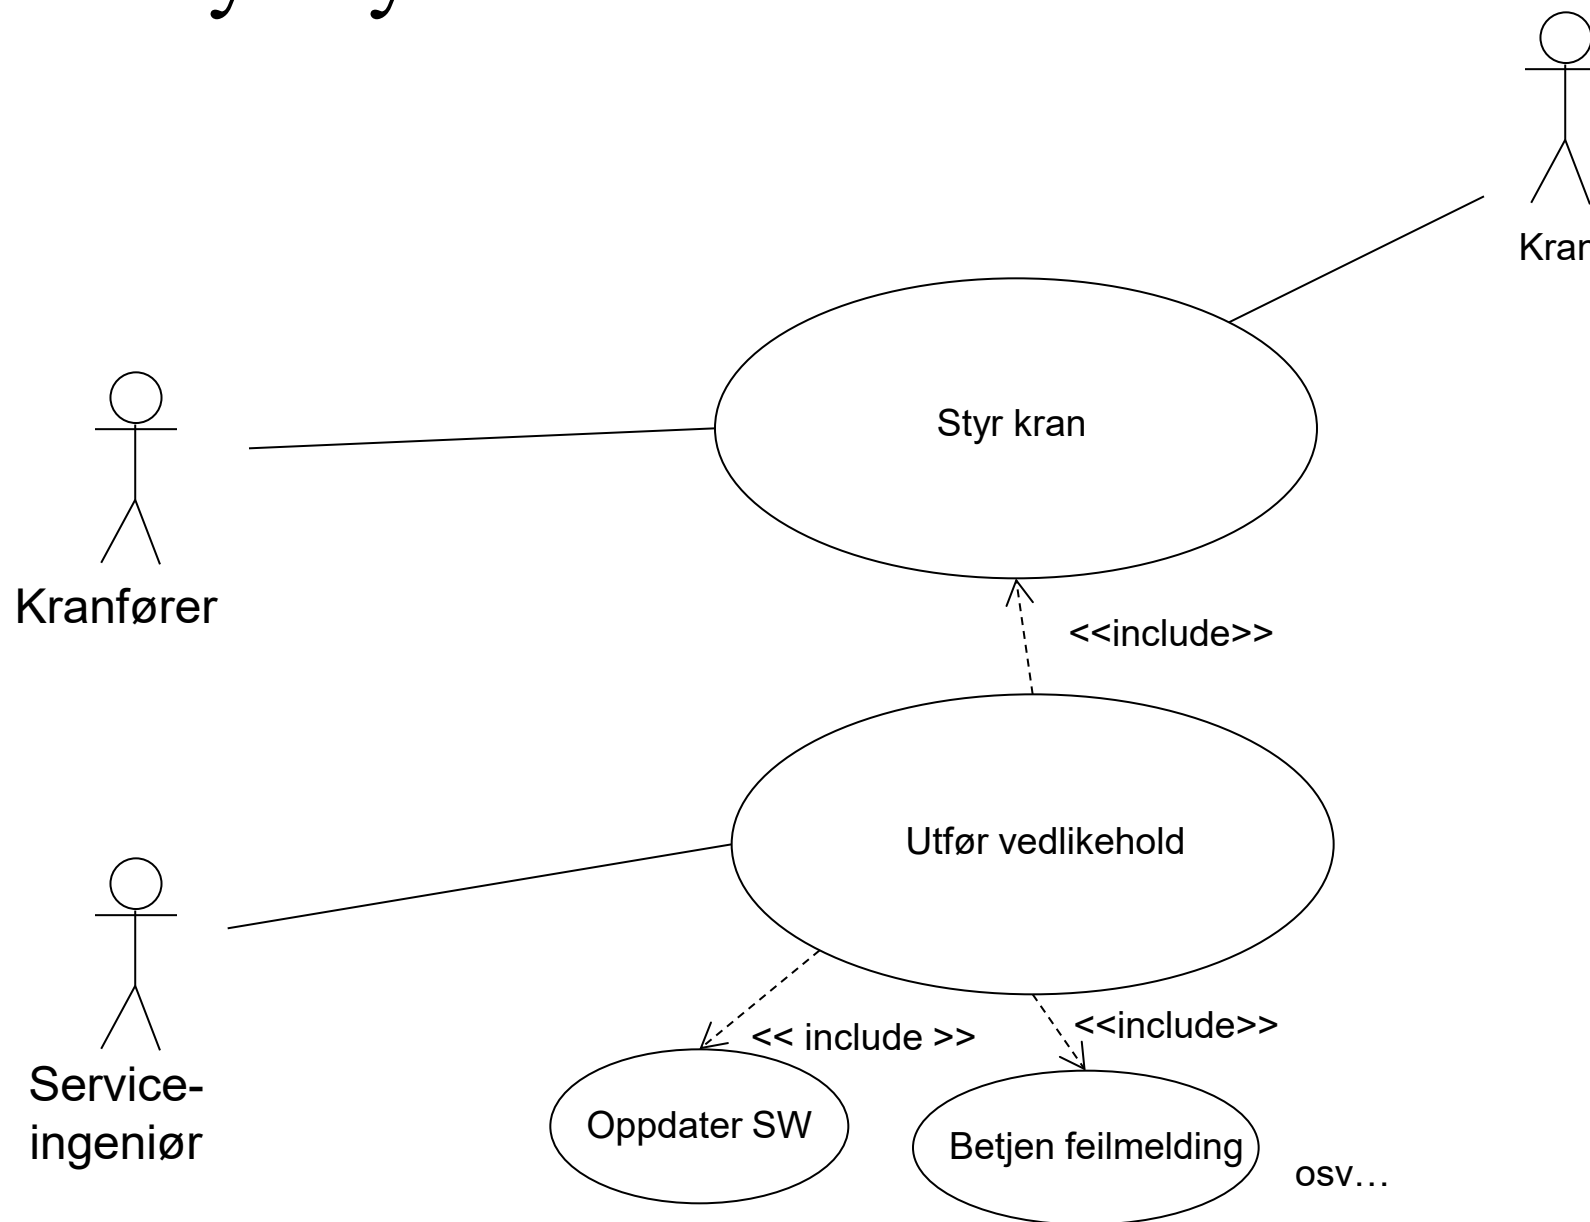 Kran
Styr kran
Kranfører
<<include>>
Utfør vedlikehold
Service-
ingeniør
<< include >>
<<include>>
Oppdater SW
Betjen feilmelding
osv…